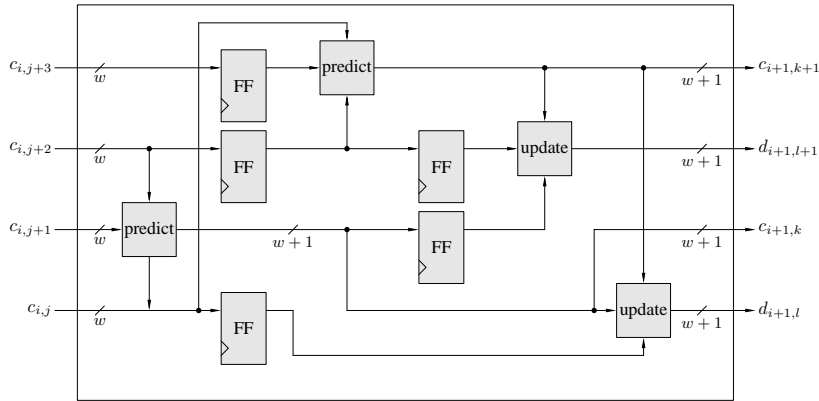 c_{i,j+3} w FF predict w + 1 c_{i+1,k+1}
c_{i,j+2} w FF FF update w + 1 d_{i+1,l+1}
c_{i,j+1} w predict w + 1 FF w + 1 c_{i+1,k}
c_{i,j} w FF update w + 1 d_{i+1,l}